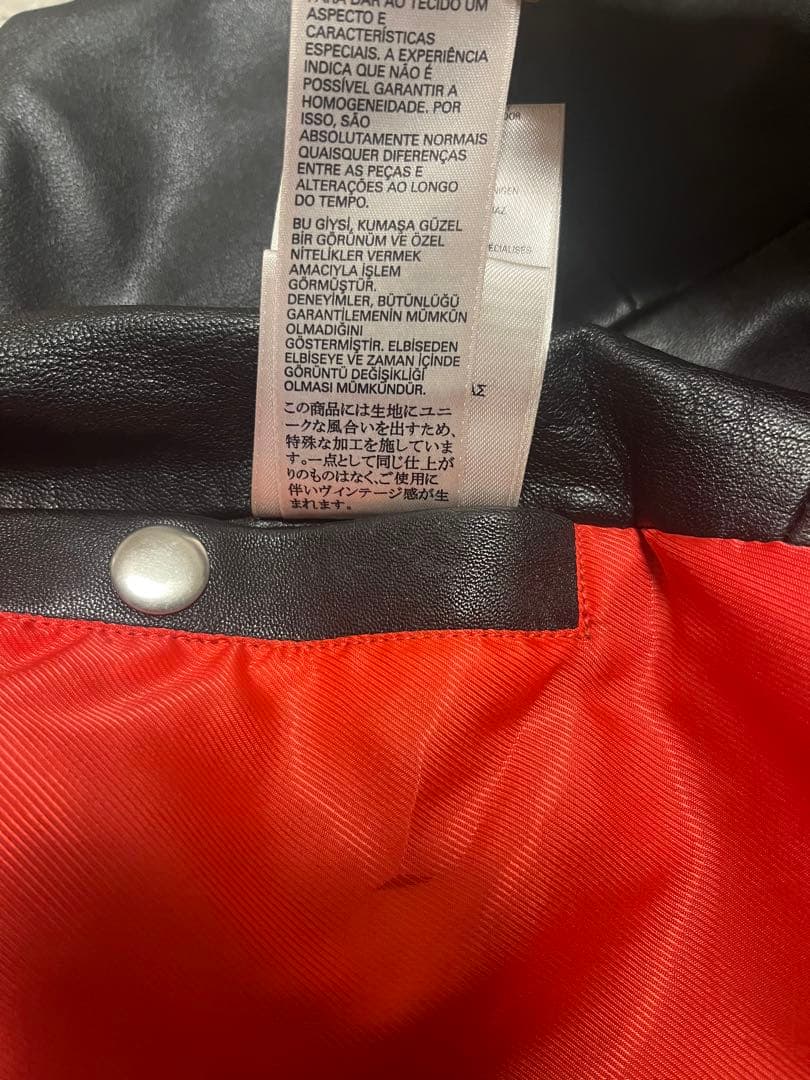 PARA DAR AO TECIDO UM
ASPECTO E
CARACTERÍSTICAS
ESPECIAIS. A EXPERIÊNCIA
INDICA QUE NÃO É
POSSÍVEL GARANTIR A
HOMOGENEIDADE. POR
ISSO, SÃO
ABSOLUTAMENTE NORMAIS
QUAISQUER DIFERENÇAS
ENTRE AS PEÇAS E
ALTERAÇÕES AO LONGO
DO TEMPO.
BU GİYSİ, KUMAŞA GÜZEL
BİR GÖRÜNÜM VE ÖZEL
NİTELİKLER VERMEK
AMACIYLA İŞLEM
GÖRMÜŞTÜR.
DENEYİMLER, BÜTÜNLÜĞÜ
GARANTİLEMENİN MÜMKÜN
OLMADIĞINI
GÖSTERMİŞTİR. ELBİSEDEN
ELBİSEYE VE ZAMAN İÇİNDE
GÖRÜNTÜ DEĞİŞİKLİĞİ
OLMASI MÜMKÜNDÜR.
この商品には生地にユニ
ークな風合いを出すため、
特殊な加工を施していま
す。一点として同じ仕上が
りのものはなく、ご使用に
伴いヴィンテージ感が生
まれます。